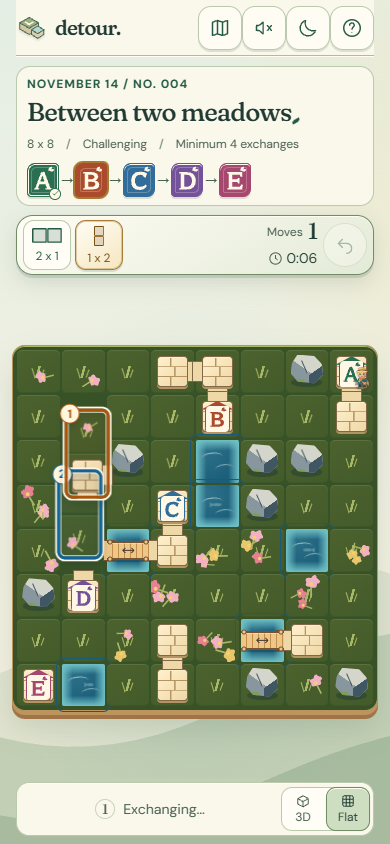 detour.
NOVEMBER 14 / NO. 004
Between two meadows
8 x 8 / Challenging / Minimum 4 exchanges
A → B → C → D → E
2 x 1
1 x 2
Moves 1
0:06
A
B
1
2
C
D
E
1 Exchanging...
3D
Flat